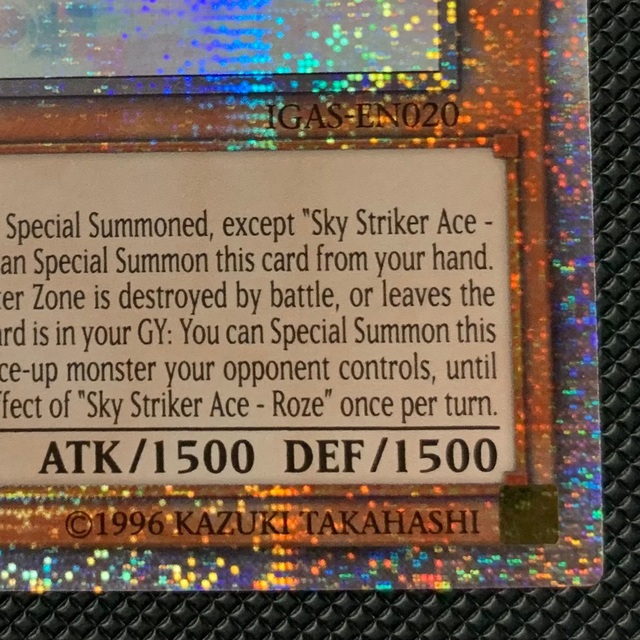 IGAS-EN020
Special Summoned, except "Sky Striker Ace -
an Special Summon this card from your hand.
ter Zone is destroyed by battle, or leaves the
ard is in your GY: You can Special Summon this
ce-up monster your opponent controls, until
ffect of "Sky Striker Ace - Roze" once per turn.
ATK/1500 DEF/1500
©1996 KAZUKI TAKAHASHI